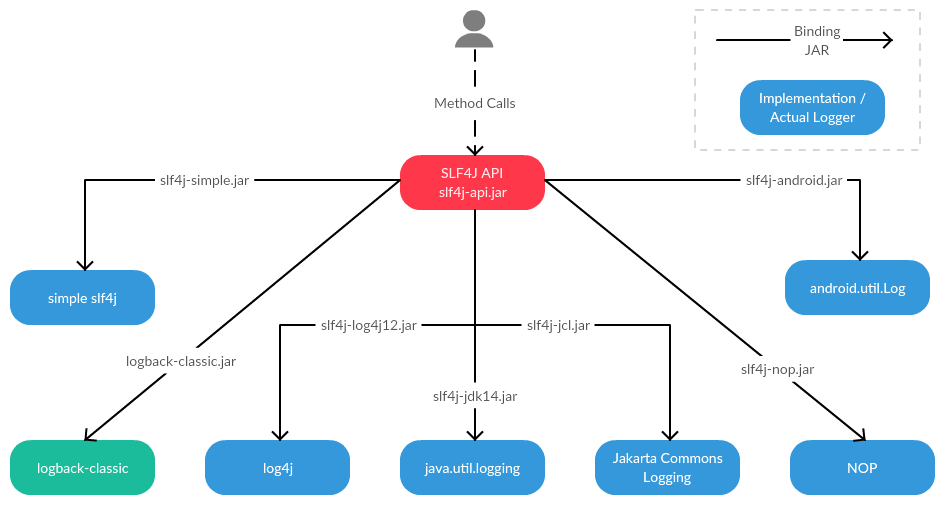 Binding
JAR
Implementation /
Actual Logger
Method Calls
SLF4J API
slf4j-api.jar
slf4j-simple.jar
slf4j-android.jar
simple slf4j
android.util.Log
slf4j-log4j12.jar
slf4j-jcl.jar
logback-classic.jar
slf4j-nop.jar
slf4j-jdk14.jar
logback-classic
log4j
java.util.logging
Jakarta Commons
Logging
NOP